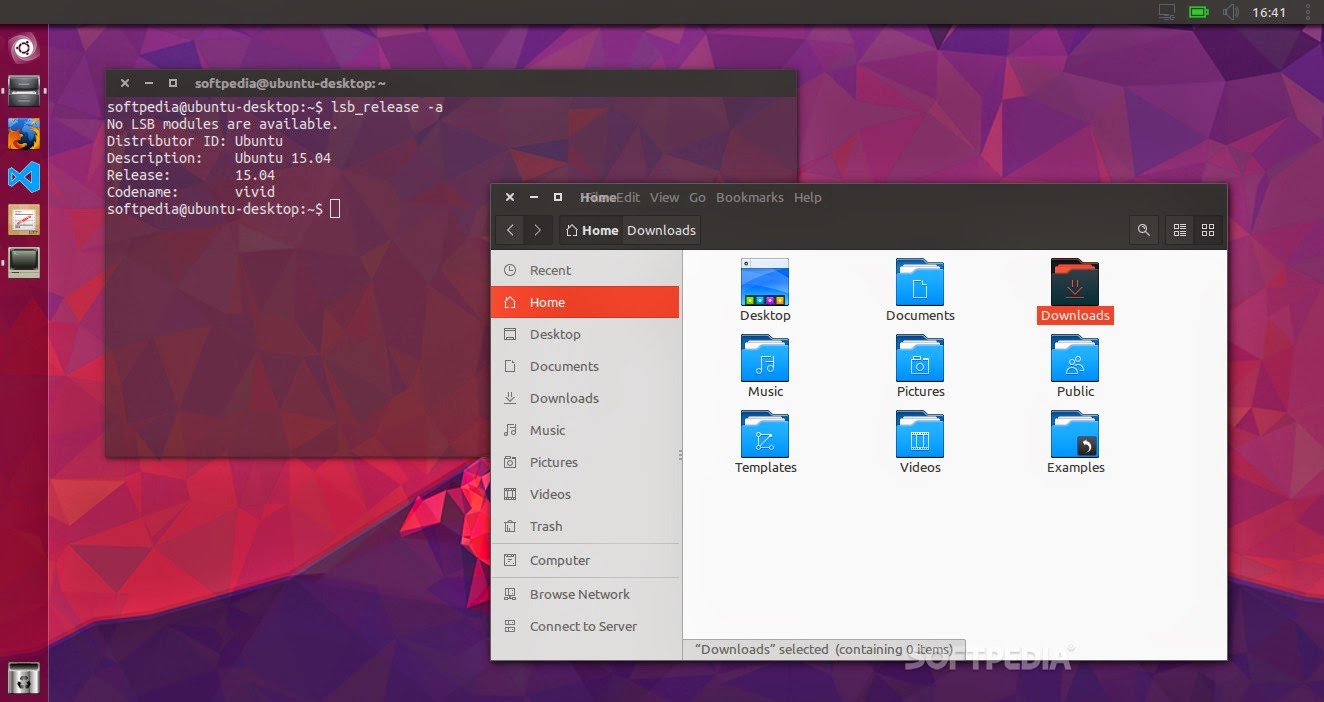 16:41
softpedia@ubuntu-desktop: ~
softpedia@ubuntu-desktop:~$ lsb_release -a
No LSB modules are available.
Distributor ID: Ubuntu
Description: Ubuntu 15.04
Release: 15.04
Codename: vivid
softpedia@ubuntu-desktop:~$
Home File Edit View Go Bookmarks Help
Home Downloads
Recent
Home
Desktop
Documents
Downloads
Music
Pictures
Videos
Trash
Computer
Browse Network
Connect to Server
Desktop Documents Downloads
Music Pictures Public
Templates Videos Examples
“Downloads” selected (containing 0 items)
SOFTPEDIA®